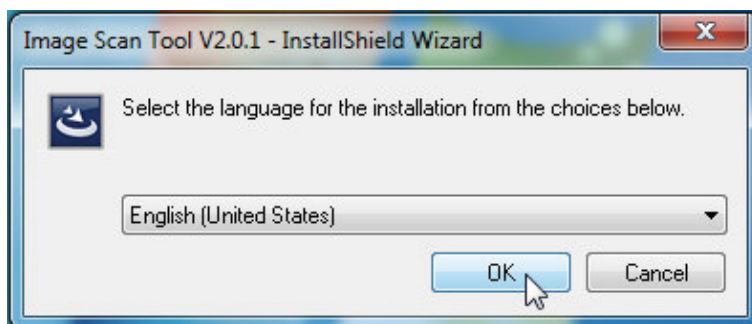 Image Scan Tool V2.0.1 - InstallShield Wizard
Select the language for the installation from the choices below.
English (United States)
OK
Cancel